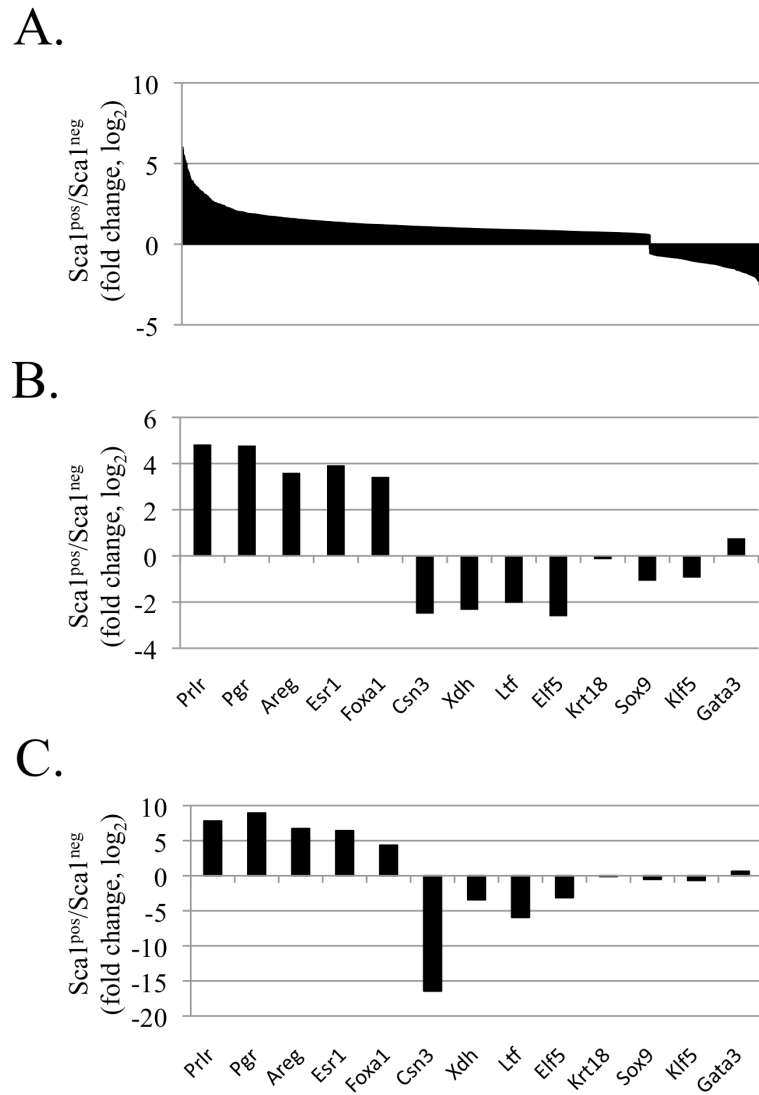 A.
Sca1ᵖᵒˢ/Sca1ⁿᵉᵍ
(fold change, log₂)
10
5
0
-5
B.
Sca1ᵖᵒˢ/Sca1ⁿᵉᵍ
(fold change, log₂)
6
4
2
0
-2
-4
Prlr Pgr Areg Esr1 Foxa1 Csn3 Xdh Ltf Elf5 Krt18 Sox9 Klf5 Gata3
C.
Sca1ᵖᵒˢ/Sca1ⁿᵉᵍ
(fold change, log₂)
10
5
0
-5
-10
-15
-20
Prlr Pgr Areg Esr1 Foxa1 Csn3 Xdh Ltf Elf5 Krt18 Sox9 Klf5 Gata3